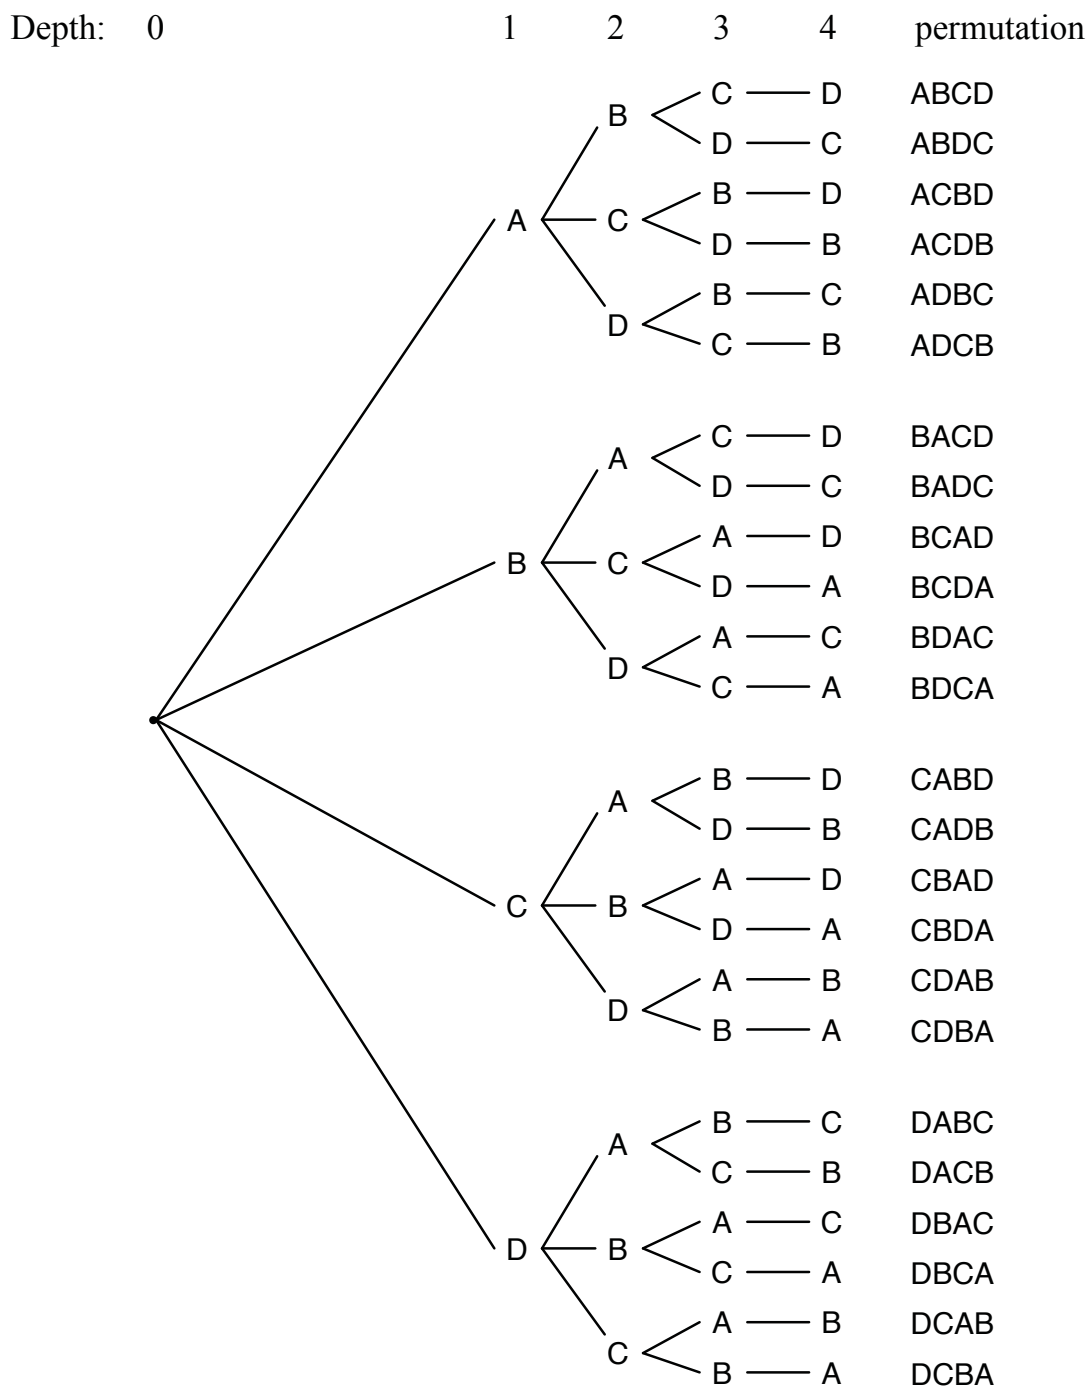 Depth: 0 1 2 3 4 permutation
C D ABCD
B
D C ABDC
B D ACBD
A C
D B ACDB
B C ADBC
D
C B ADCB
C D BACD
A
D C BADC
A D BCAD
B C
D A BCDA
A C BDAC
D
C A BDCA
B D CABD
A
D B CADB
A D CBAD
C B
D A CBDA
A B CDAB
D
B A CDBA
B C DABC
A
C B DACB
A C DBAC
D B
C A DBCA
A B DCAB
C
B A DCBA